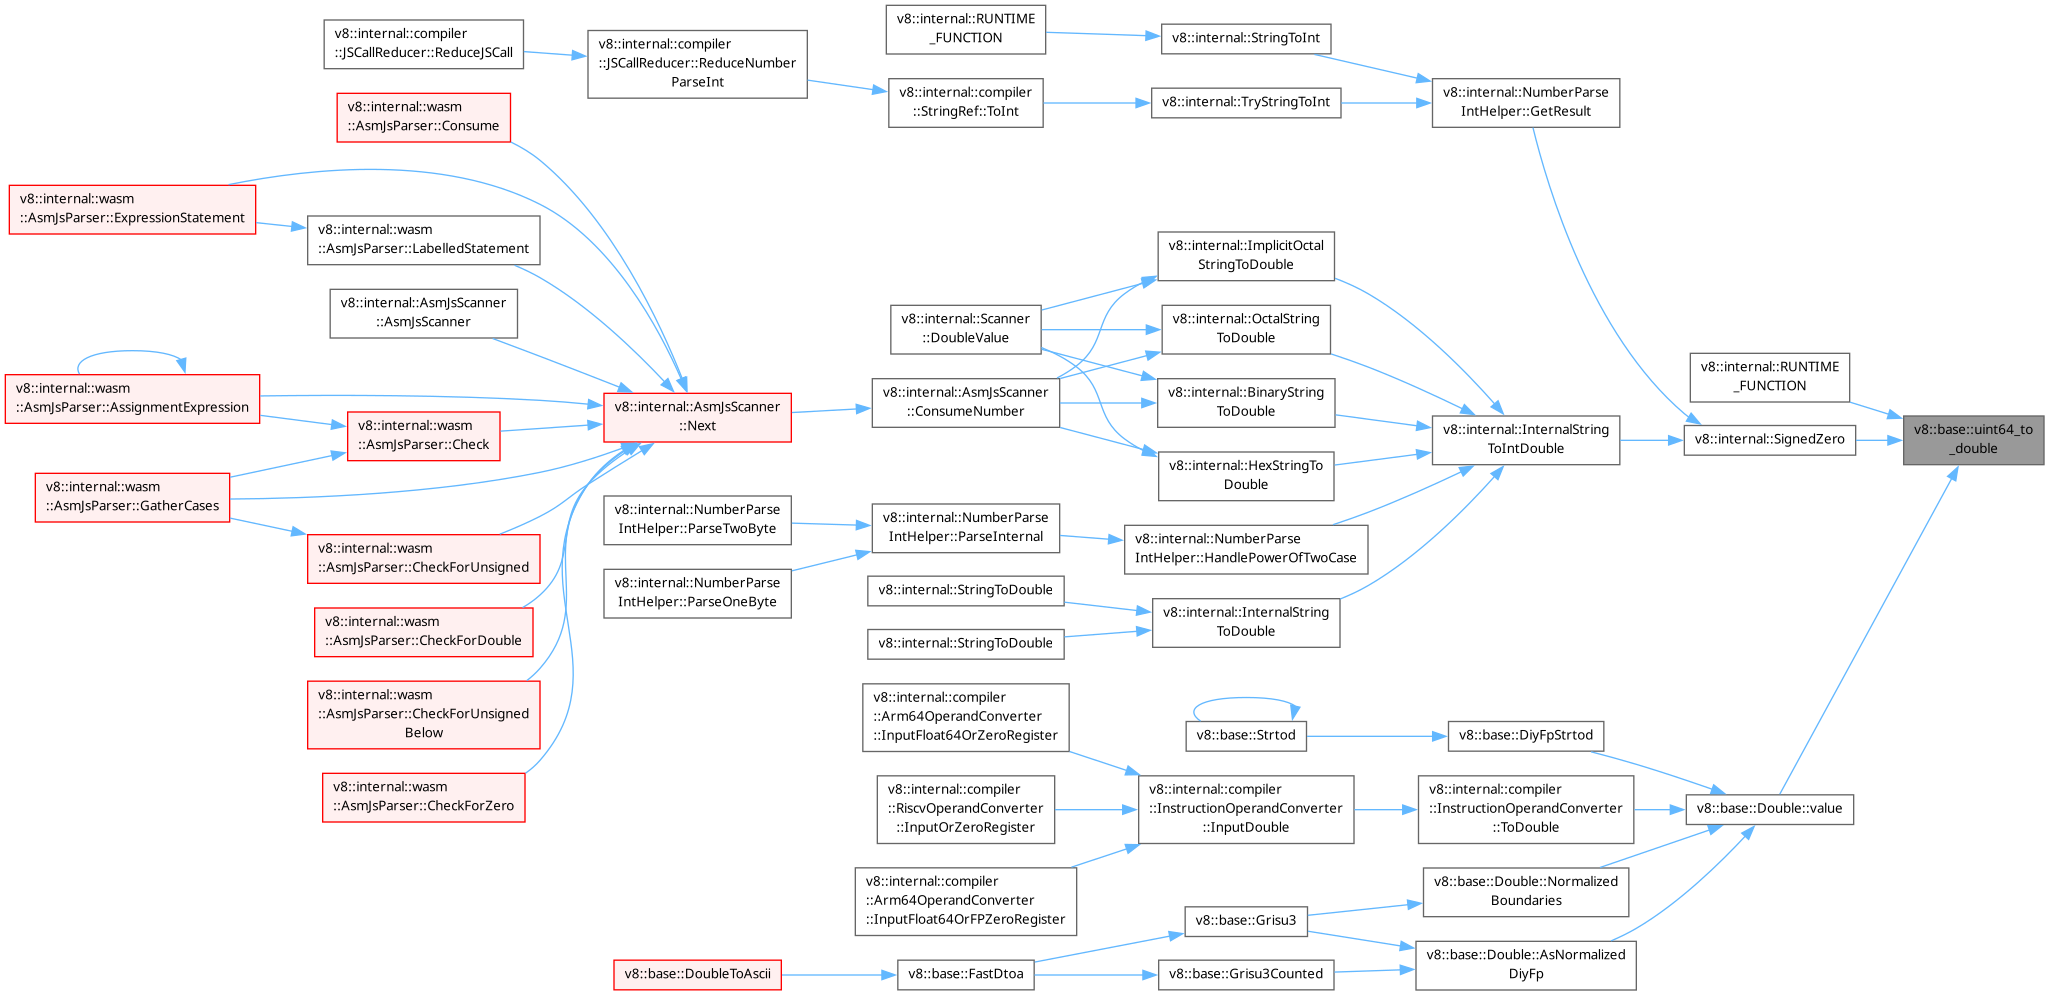 v8::internal::compiler
::JSCallReducer::ReduceJSCall
v8::internal::compiler
::JSCallReducer::ReduceNumber
ParseInt
v8::internal::RUNTIME
_FUNCTION
v8::internal::StringToInt
v8::internal::compiler
::StringRef::ToInt
v8::internal::TryStringToInt
v8::internal::NumberParse
IntHelper::GetResult
v8::internal::wasm
::AsmJsParser::Consume
v8::internal::wasm
::AsmJsParser::ExpressionStatement
v8::internal::wasm
::AsmJsParser::LabelledStatement
v8::internal::AsmJsScanner
::AsmJsScanner
v8::internal::wasm
::AsmJsParser::AssignmentExpression
v8::internal::wasm
::AsmJsParser::Check
v8::internal::wasm
::AsmJsParser::GatherCases
v8::internal::wasm
::AsmJsParser::CheckForUnsigned
v8::internal::wasm
::AsmJsParser::CheckForDouble
v8::internal::wasm
::AsmJsParser::CheckForUnsigned
Below
v8::internal::wasm
::AsmJsParser::CheckForZero
v8::internal::AsmJsScanner
::Next
v8::internal::Scanner
::DoubleValue
v8::internal::AsmJsScanner
::ConsumeNumber
v8::internal::ImplicitOctal
StringToDouble
v8::internal::OctalString
ToDouble
v8::internal::BinaryString
ToDouble
v8::internal::HexStringTo
Double
v8::internal::InternalString
ToIntDouble
v8::internal::RUNTIME
_FUNCTION
v8::internal::SignedZero
v8::base::uint64_to
_double
v8::internal::NumberParse
IntHelper::ParseTwoByte
v8::internal::NumberParse
IntHelper::ParseOneByte
v8::internal::NumberParse
IntHelper::ParseInternal
v8::internal::NumberParse
IntHelper::HandlePowerOfTwoCase
v8::internal::StringToDouble
v8::internal::StringToDouble
v8::internal::InternalString
ToDouble
v8::internal::compiler
::Arm64OperandConverter
::InputFloat64OrZeroRegister
v8::base::Strtod
v8::base::DiyFpStrtod
v8::internal::compiler
::RiscvOperandConverter
::InputOrZeroRegister
v8::internal::compiler
::InstructionOperandConverter
::InputDouble
v8::internal::compiler
::InstructionOperandConverter
::ToDouble
v8::base::Double::value
v8::internal::compiler
::Arm64OperandConverter
::InputFloat64OrFPZeroRegister
v8::base::Double::Normalized
Boundaries
v8::base::Grisu3
v8::base::Double::AsNormalized
DiyFp
v8::base::DoubleToAscii
v8::base::FastDtoa
v8::base::Grisu3Counted